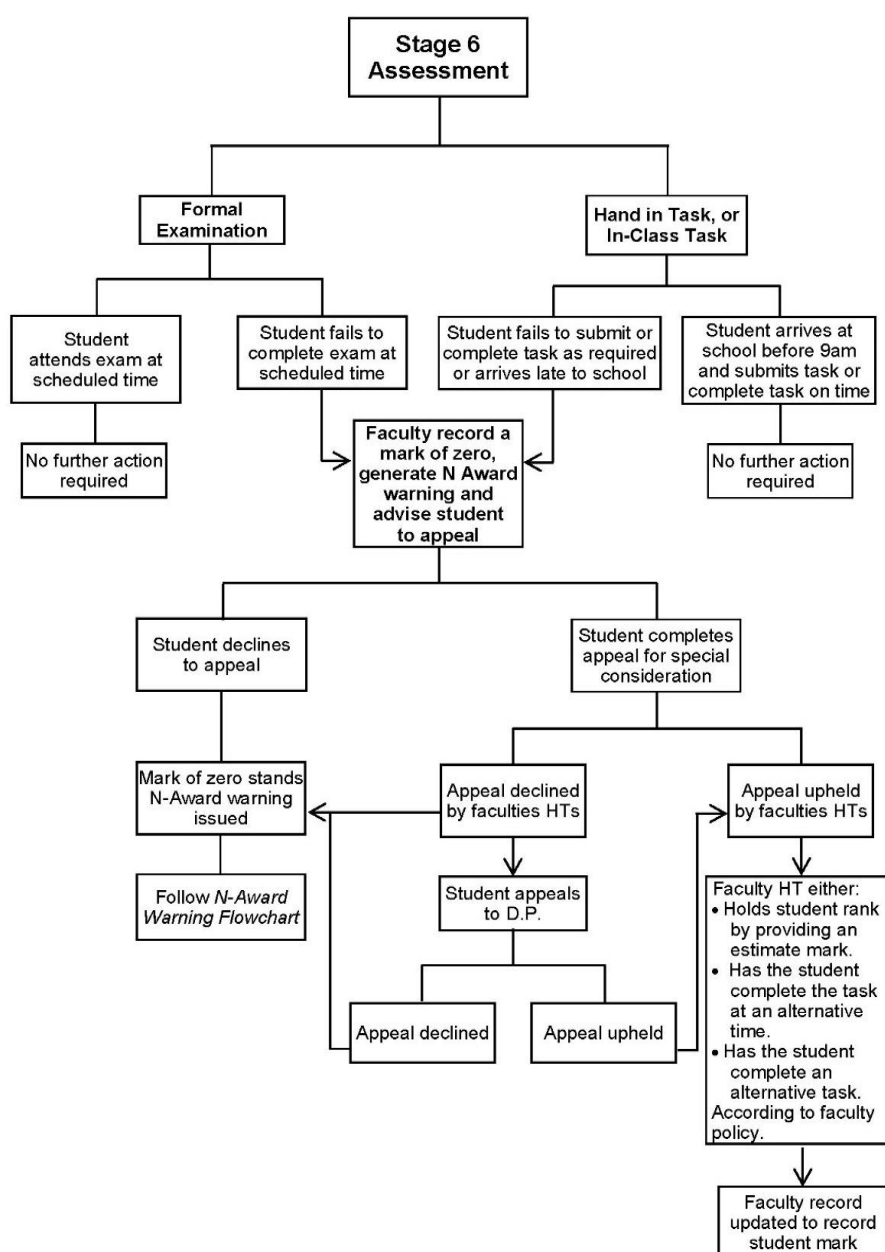 Stage 6
Assessment
Formal
Examination
Hand in Task, or
In-Class Task
Student
attends exam at
scheduled time
Student fails to
complete exam at
scheduled time
Student fails to submit or
complete task as required
or arrives late to school
Student arrives at
school before 9am
and submits task or
complete task on time
No further action
required
Faculty record a
mark of zero,
generate N Award
warning and
advise student
to appeal
No further action
required
Student declines
to appeal
Student completes
appeal for special
consideration
Mark of zero stands
N-Award warning
issued
Appeal declined
by faculties HTs
Appeal upheld
by faculties HTs
Follow N-Award
Warning Flowchart
Student appeals
to D.P.
Faculty HT either:
• Holds student rank
by providing an
estimate mark.
• Has the student
complete the task
at an alternative
time.
• Has the student
complete an
alternative task.
According to faculty
policy.
Appeal declined
Appeal upheld
Faculty record
updated to record
student mark